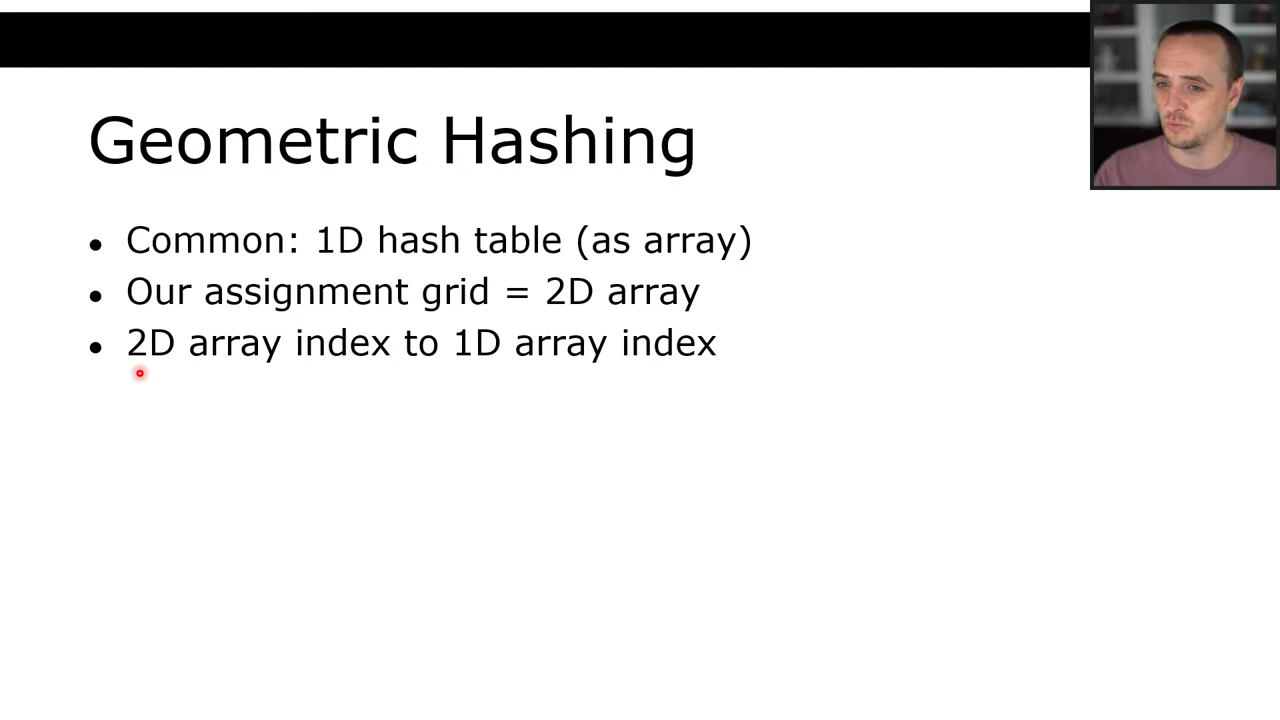 Geometric Hashing
● Common: 1D hash table (as array)
● Our assignment grid = 2D array
● 2D array index to 1D array index